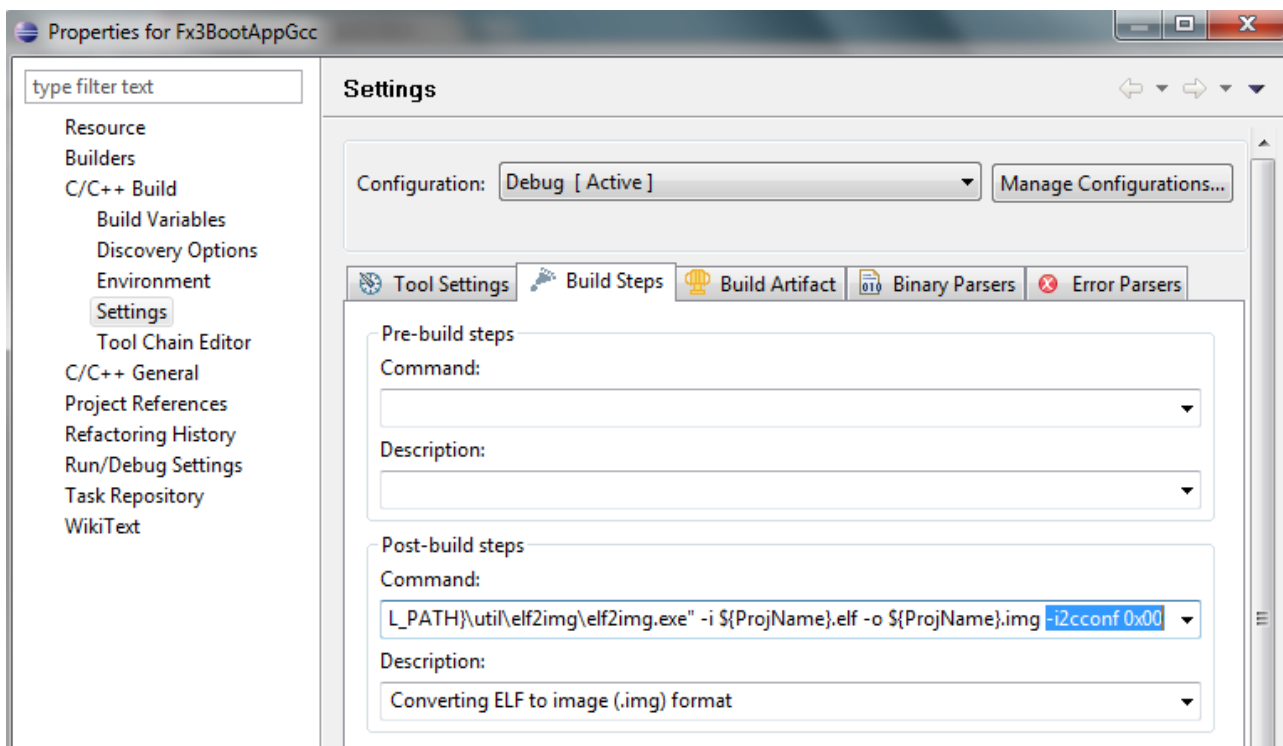 Properties for Fx3BootAppGcc
type filter text
Resource
Builders
C/C++ Build
Build Variables
Discovery Options
Environment
Settings
Tool Chain Editor
C/C++ General
Project References
Refactoring History
Run/Debug Settings
Task Repository
WikiText
Settings
Configuration: Debug [ Active ] Manage Configurations...
Tool Settings Build Steps Build Artifact Binary Parsers Error Parsers
Pre-build steps
Command:
Description:
Post-build steps
Command:
L_PATH}\util\elf2img\elf2img.exe" -i ${ProjName}.elf -o ${ProjName}.img -i2cconf 0x00
Description:
Converting ELF to image (.img) format